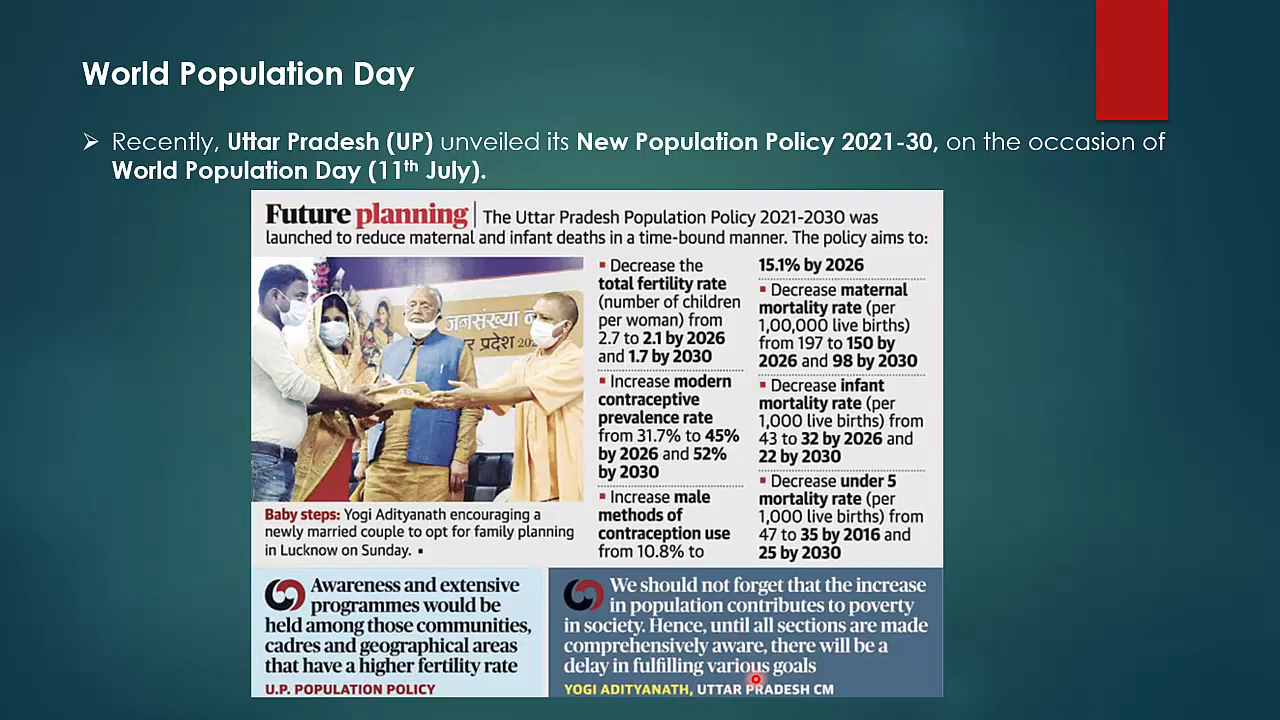 World Population Day
➢ Recently, Uttar Pradesh (UP) unveiled its New Population Policy 2021-30, on the occasion of
World Population Day (11th July).
Future planning | The Uttar Pradesh Population Policy 2021-2030 was
launched to reduce maternal and infant deaths in a time-bound manner. The policy aims to:
जनसंख्या
र प्रदेश 202
Baby steps: Yogi Adityanath encouraging a
newly married couple to opt for family planning
in Lucknow on Sunday. ▪
▪ Decrease the
total fertility rate
(number of children
per woman) from
2.7 to 2.1 by 2026
and 1.7 by 2030
▪ Increase modern
contraceptive
prevalence rate
from 31.7% to 45%
by 2026 and 52%
by 2030
▪ Increase male
methods of
contraception use
from 10.8% to
15.1% by 2026
▪ Decrease maternal
mortality rate (per
1,00,000 live births)
from 197 to 150 by
2026 and 98 by 2030
▪ Decrease infant
mortality rate (per
1,000 live births) from
43 to 32 by 2026 and
22 by 2030
▪ Decrease under 5
mortality rate (per
1,000 live births) from
47 to 35 by 2016 and
25 by 2030
Awareness and extensive
programmes would be
held among those communities,
cadres and geographical areas
that have a higher fertility rate
U.P. POPULATION POLICY
We should not forget that the increase
in population contributes to poverty
in society. Hence, until all sections are made
comprehensively aware, there will be a
delay in fulfilling various goals
YOGI ADITYANATH, UTTAR PRADESH CM